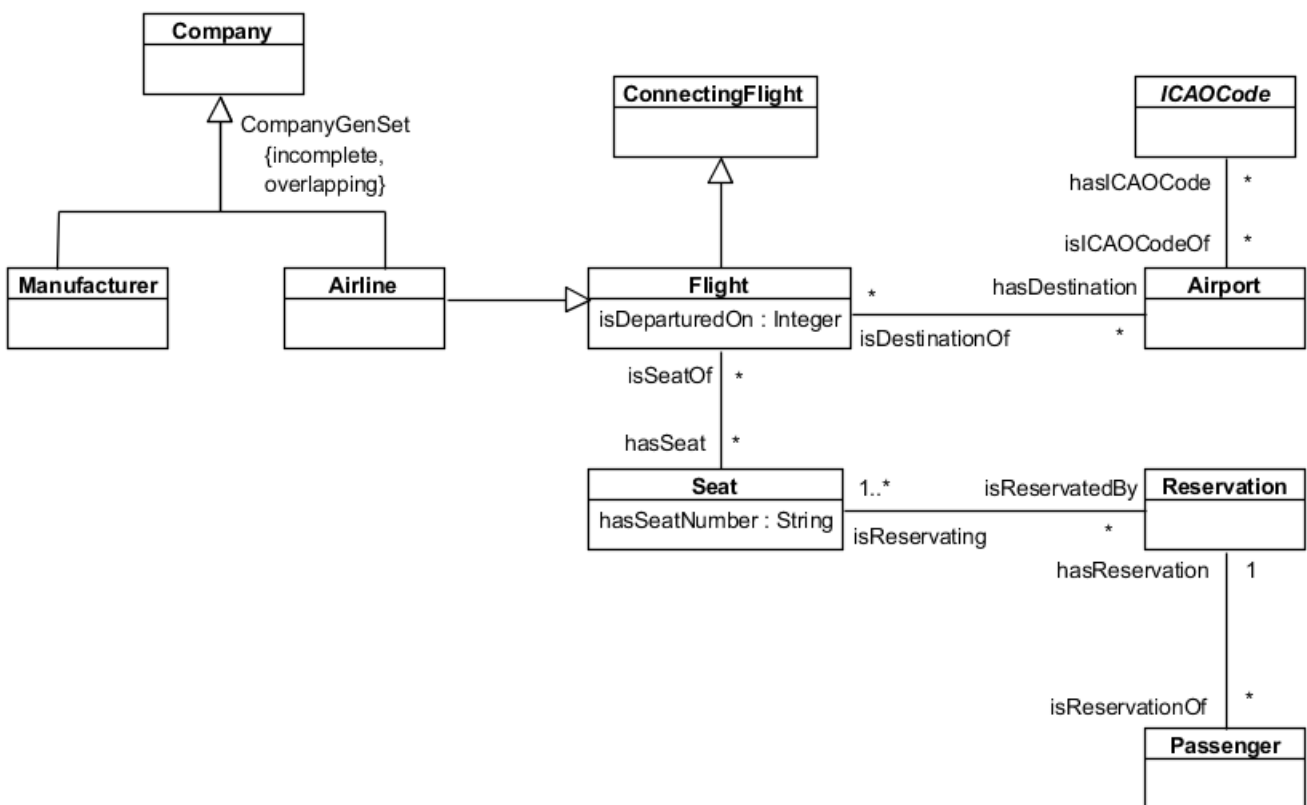 Company
CompanyGenSet
{incomplete,
overlapping}
ConnectingFlight
ICAOCode
hasICAOCode *
isICAOCodeOf *
Manufacturer
Airline
Flight
isDeparturedOn : Integer
* hasDestination
isDestinationOf *
Airport
isSeatOf *
hasSeat *
Seat
hasSeatNumber : String
1..* isReservatedBy
isReservating *
Reservation
hasReservation 1
isReservationOf *
Passenger